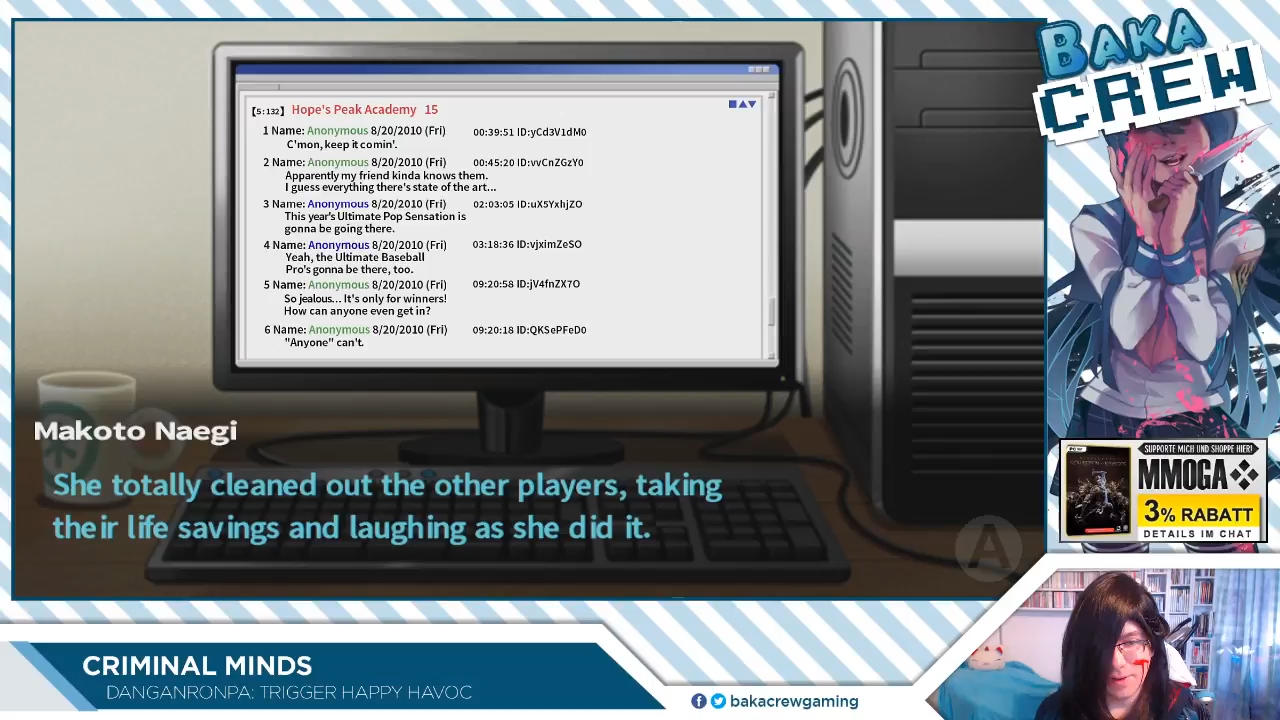 【5:132】 Hope's Peak Academy 15
1 Name: Anonymous 8/20/2010 (Fri) 00:39:51 ID:yCd3V1dM0
C'mon, keep it comin'.
2 Name: Anonymous 8/20/2010 (Fri) 00:45:20 ID:vvCnZGzY0
Apparently my friend kinda knows them.
I guess everything there's state of the art...
3 Name: Anonymous 8/20/2010 (Fri) 02:03:05 ID:uX5YxhjZO
This year's Ultimate Pop Sensation is
gonna be going there.
4 Name: Anonymous 8/20/2010 (Fri) 03:18:36 ID:vjximZeSO
Yeah, the Ultimate Baseball
Pro's gonna be there, too.
5 Name: Anonymous 8/20/2010 (Fri) 09:20:58 ID:jV4fnZX7O
So jealous... It's only for winners!
How can anyone even get in?
6 Name: Anonymous 8/20/2010 (Fri) 09:20:18 ID:QKSePFeD0
"Anyone" can't.
Makoto Naegi
She totally cleaned out the other players, taking
their life savings and laughing as she did it.
A
BAKA
CREW
SUPPORTE MICH UND SHOPPE HIER!
MMOGA
3% RABATT
DETAILS IM CHAT
CRIMINAL MINDS
DANGANRONPA: TRIGGER HAPPY HAVOC
bakacrewgaming